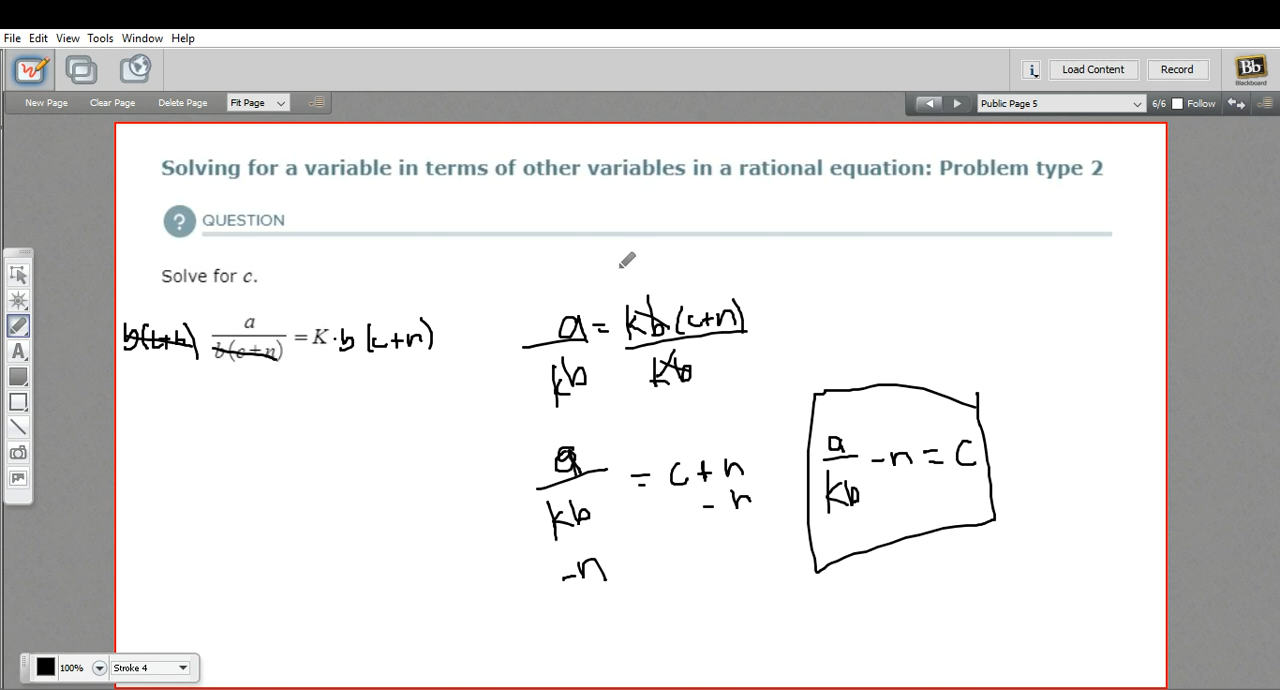 File Edit View Tools Window Help
i Load Content Record Bb
Blackboard
New Page Clear Page Delete Page Fit Page Public Page 5 6/6 Follow
Solving for a variable in terms of other variables in a rational equation: Problem type 2
? QUESTION
Solve for c.
a
b(c+n) = K · b (c+n)
a = kb (c+n)
kb kb
a
kb = c + n
- n
-n
a
kb - n = c
A
100% Stroke 4